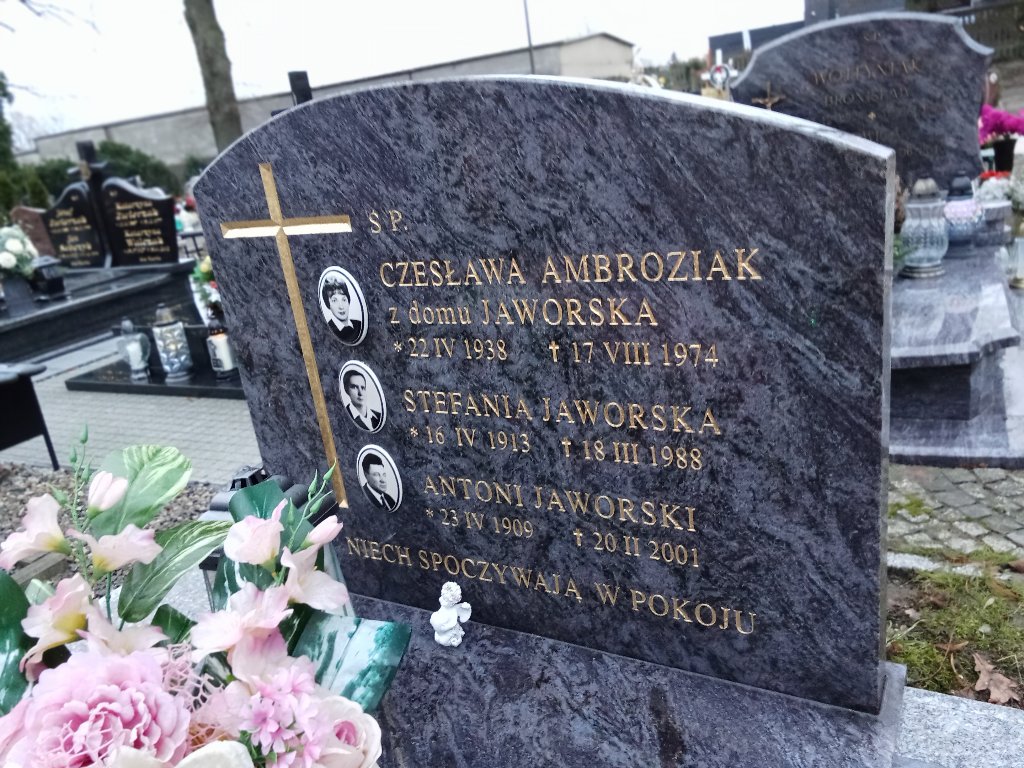 Ś P.
CZESŁAWA AMBROZIAK
z domu JAWORSKA
* 22 IV 1938 ✝ 17 VIII 1974
STEFANIA JAWORSKA
* 16 IV 1913 ✝ 18 III 1988
ANTONI JAWORSKI
* 23 IV 1909 ✝ 20 II 2001
NIECH SPOCZYWAJĄ W POKOJU